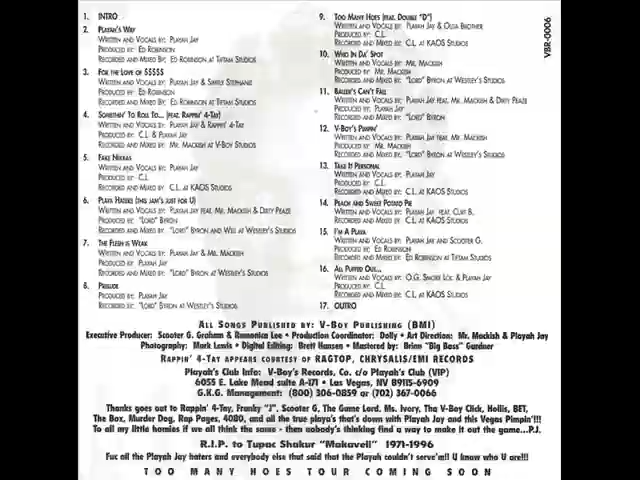 1. INTRO
2. PLAYAH'S WAY
WRITTEN AND VOCALS BY: PLAYAH JAY
PRODUCED BY: ED ROBINSON
RECORDED AND MIXED BY: ED ROBINSON AT TIFTAM STUDIOS
3. FOR THE LOVE OF $$$$$
WRITTEN AND VOCALS BY: PLAYAH JAY & SIMPLE STEPHANIE
PRODUCED BY: ED ROBINSON
RECORDED AND MIXED BY: ED ROBINSON AT TIFTAM STUDIOS
4. SOMETHIN' TO ROLL TO... (FEAT. RAPPIN' 4-TAY)
WRITTEN AND VOCALS BY: PLAYAH JAY & RAPPIN' 4-TAY
PRODUCED BY: C.L & PLAYAH JAY
RECORDED AND MIXED BY: MR. MACKISH AT V-BOY STUDIOS
5. FAKE NIKKAS
WRITTEN AND VOCALS BY: PLAYAH JAY
PRODUCED BY: C.L
RECORDED AND MIXED BY: C.L AT KAOS STUDIOS
6. PLAYA HATERS (THIS JAM'S JUST FOR U)
WRITTEN AND VOCALS BY: PLAYAH JAY FEAT. MR. MACKISH & DIRTY PEAZE
PRODUCED BY: "LORD" BYRON
RECORDED AND MIXED BY: "LORD" BYRON AND WILL AT WESTLEY'S STUDIOS
7. THE FLESH IS WEAK
WRITTEN AND VOCALS BY: PLAYAH JAY & MR. MACKISH
PRODUCED BY: PLAYAH JAY
RECORDED AND MIXED BY: "LORD" BYRON AT WESTLEY'S STUDIOS
8. PRELUDE
PRODUCED BY: PLAYAH JAY
RECORDED BY: "LORD" BYRON AT WESTLEY'S STUDIOS
9. TOO MANY HOES (FEAT. DOUBLE "D")
WRITTEN AND VOCALS BY: PLAYAH JAY & OLDA BROTHER
PRODUCED BY: C.L
RECORDED AND MIXED BY: C.L AT KAOS STUDIOS
10. WHO IN DA' SPOT
WRITTEN AND VOCALS BY: MR. MACKISH
PRODUCED BY: MR. MACKISH
RECORDED AND MIXED BY: "LORD" BYRON AT WESTLEY'S STUDIOS
11. BALLER'S CAN'T FALL
WRITTEN AND VOCALS BY: PLAYAH JAY FEAT. MR. MACKISH & DIRTY PEAZE
PRODUCED BY: PLAYAH JAY
RECORDED AND MIXED BY: "LORD" BYRON
12. V-BOY'S PIMPIN'
WRITTEN AND VOCALS BY: PLAYAH JAY FEAT. MR. MACKISH
PRODUCED BY: MR. MACKISH
RECORDED AND MIXED BY: "LORD" BYRON AT WESTLEY'S STUDIOS
13. TAKE IT PERSONAL
WRITTEN AND VOCALS BY: PLAYAH JAY
PRODUCED BY: C.L
RECORDED AND MIXED BY: C.L AT KAOS STUDIOS
14. PEACH AND SWEET POTATO PIE
WRITTEN AND VOCALS BY: PLAYAH JAY FEAT. CLIFF B.
RECORDED AND MIXED BY C.L AT KAOS STUDIOS
15. I'M A PLAYA
WRITTEN AND VOCALS BY: PLAYAH JAY AND SCOOTER G.
PRODUCED BY: ED ROBINSON
RECORDED AND MIXED BY: ED ROBINSON AT TIFTAM STUDIOS
16. ALL PUFFED OUT...
WRITTEN AND VOCALS BY: O.G. SMOKE LOK & PLAYAH JAY
PRODUCED BY: C.L
RECORDED AND MIXED BY: C.L AT KAOS STUDIOS
17. OUTRO
VBR-0006
ALL SONGS PUBLISHED BY: V-BOY PUBLISHING (BMI)
Executive Producer: Scooter G. Graham & Ramonica Lee • Production Coordinator: Dolly • Art Direction: Mr. Mackish & Playah Jay
Photography: Mark Lewis • Digital Editing: Brett Hansen • Mastered by: Brian "Big Bass" Gardner
RAPPIN' 4-TAY APPEARS COURTESY OF RAGTOP, CHRYSALIS/EMI RECORDS
Playah's Club Info: V-Boy's Records, Co. c/o Playah's Club (VIP)
6055 E. Lake Mead suite A-171 • Las Vegas, NV 89115-6909
G.K.G. Management: (800) 306-0859 or (702) 367-0066
Thanks goes out to Rappin' 4-Tay, Franky "J". Scooter G, The Game Lord, Ms. Ivory, Tha V-Boy Click, Hollis, BET,
The Box, Murder Dog, Rap Pages, 4080, and all the true playa's that's down with Playah Jay and this Vegas Pimpin'!!!
To all my little homies if we all think the same - then nobody's thinking find a way to make it out the game...P.J.
R.I.P. to Tupac Shakur "Makaveli" 1971-1996
Fuc all the Playah Jay haters and everybody else that said that the Playah couldn't serve'm!! U know who U are!!!
TOO MANY HOES TOUR COMING SOON